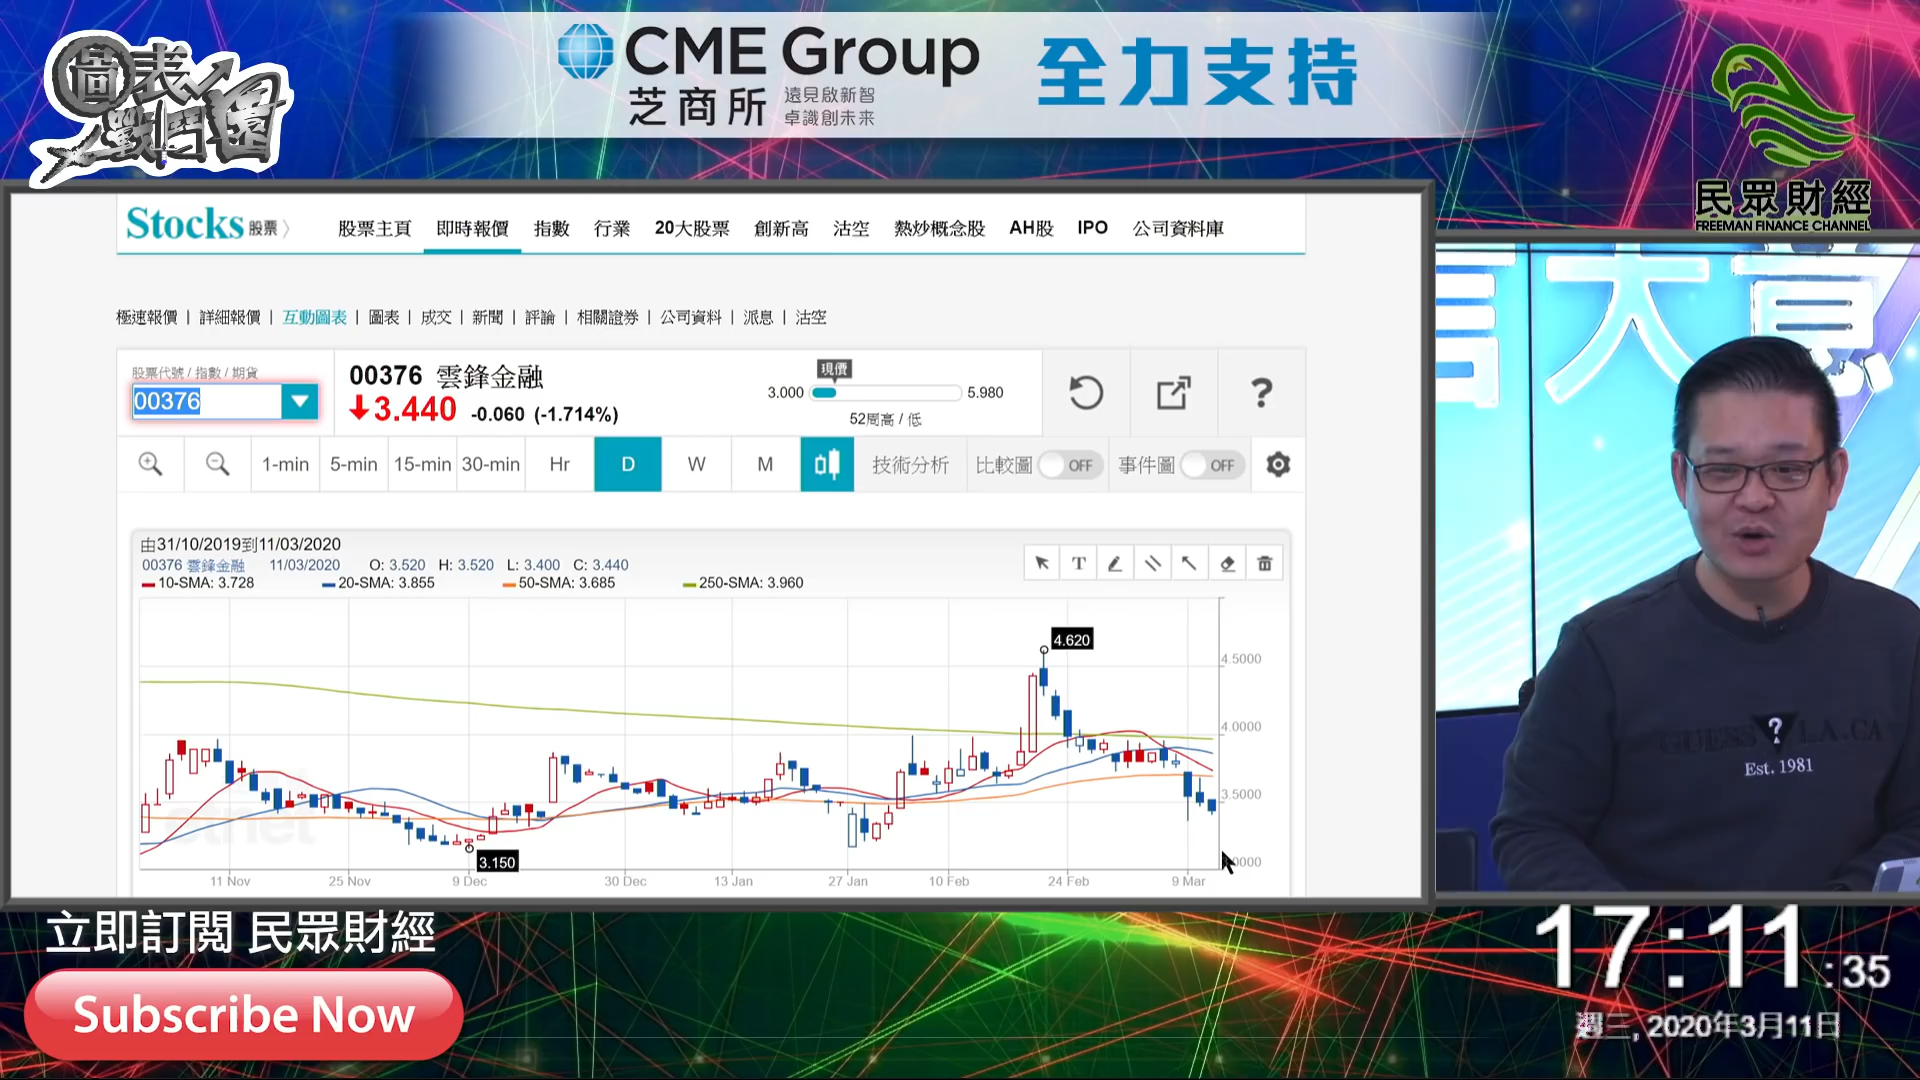 圖表
戰鬥團
CME Group
芝商所
遠見啟新智
卓識創未來
全力支持
民眾財經
FREEMAN FINANCE CHANNEL
Stocks 股票 〉
股票主頁 即時報價 指數 行業 20大股票 創新高 沽空 熱炒概念股 AH股 IPO 公司資料庫
極速報價 | 詳細報價 | 互動圖表 | 圖表 | 成交 | 新聞 | 評論 | 相關證券 | 公司資料 | 派息 | 沽空
股票代號 / 指數 / 期貨
00376
00376 雲鋒金融
3.440 -0.060 (-1.714%)
現價
3.000 5.980
52周高 / 低
?
1-min 5-min 15-min 30-min Hr D W M 技術分析 比較圖 OFF 事件圖 OFF
由31/10/2019到11/03/2020
00376 雲鋒金融 11/03/2020 O: 3.520 H: 3.520 L: 3.400 C: 3.440
10-SMA: 3.728 20-SMA: 3.855 50-SMA: 3.685 250-SMA: 3.960
T
4.620
4.5000
4.0000
3.5000
0000
3.150
etnet
11 Nov 25 Nov 9 Dec 30 Dec 13 Jan 27 Jan 10 Feb 24 Feb 9 Mar
信大意
GUESS ? L.A.CA
Est. 1981
立即訂閱 民眾財經
Subscribe Now
17:11:35
週三, 2020年3月11日